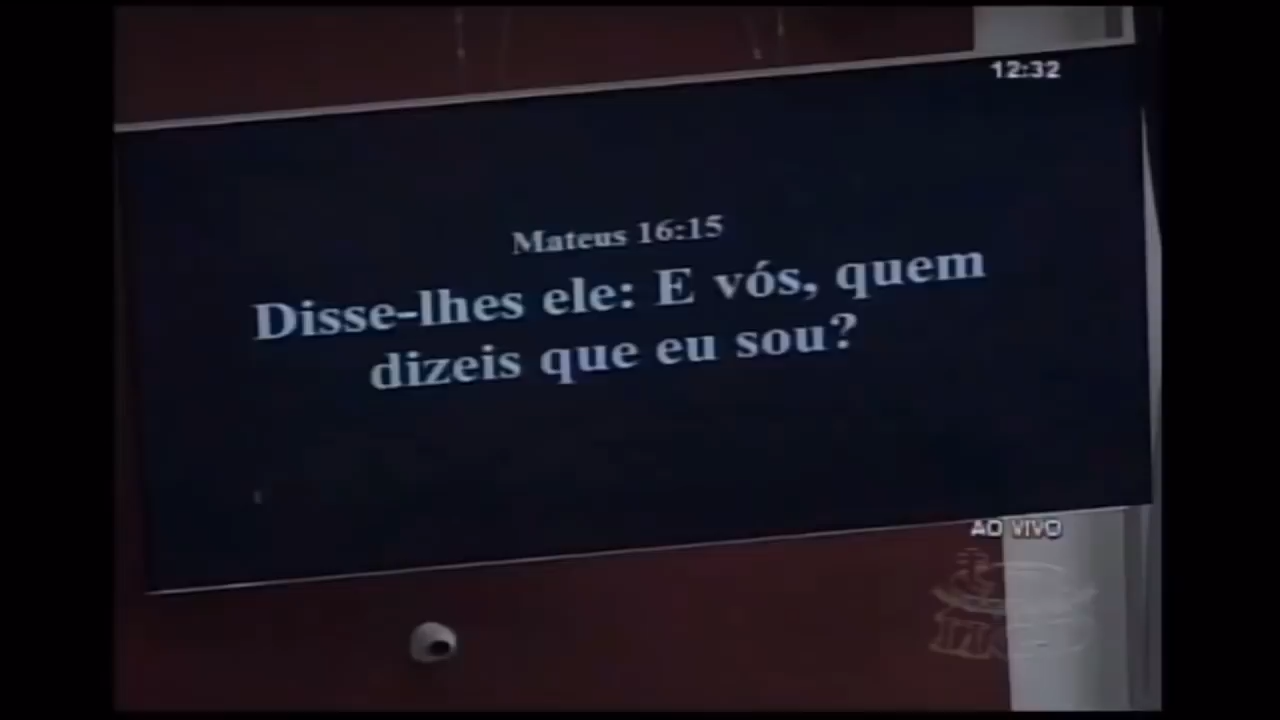 12:32
Mateus 16:15
Disse-lhes ele: E vós, quem
dizeis que eu sou?
AO VIVO